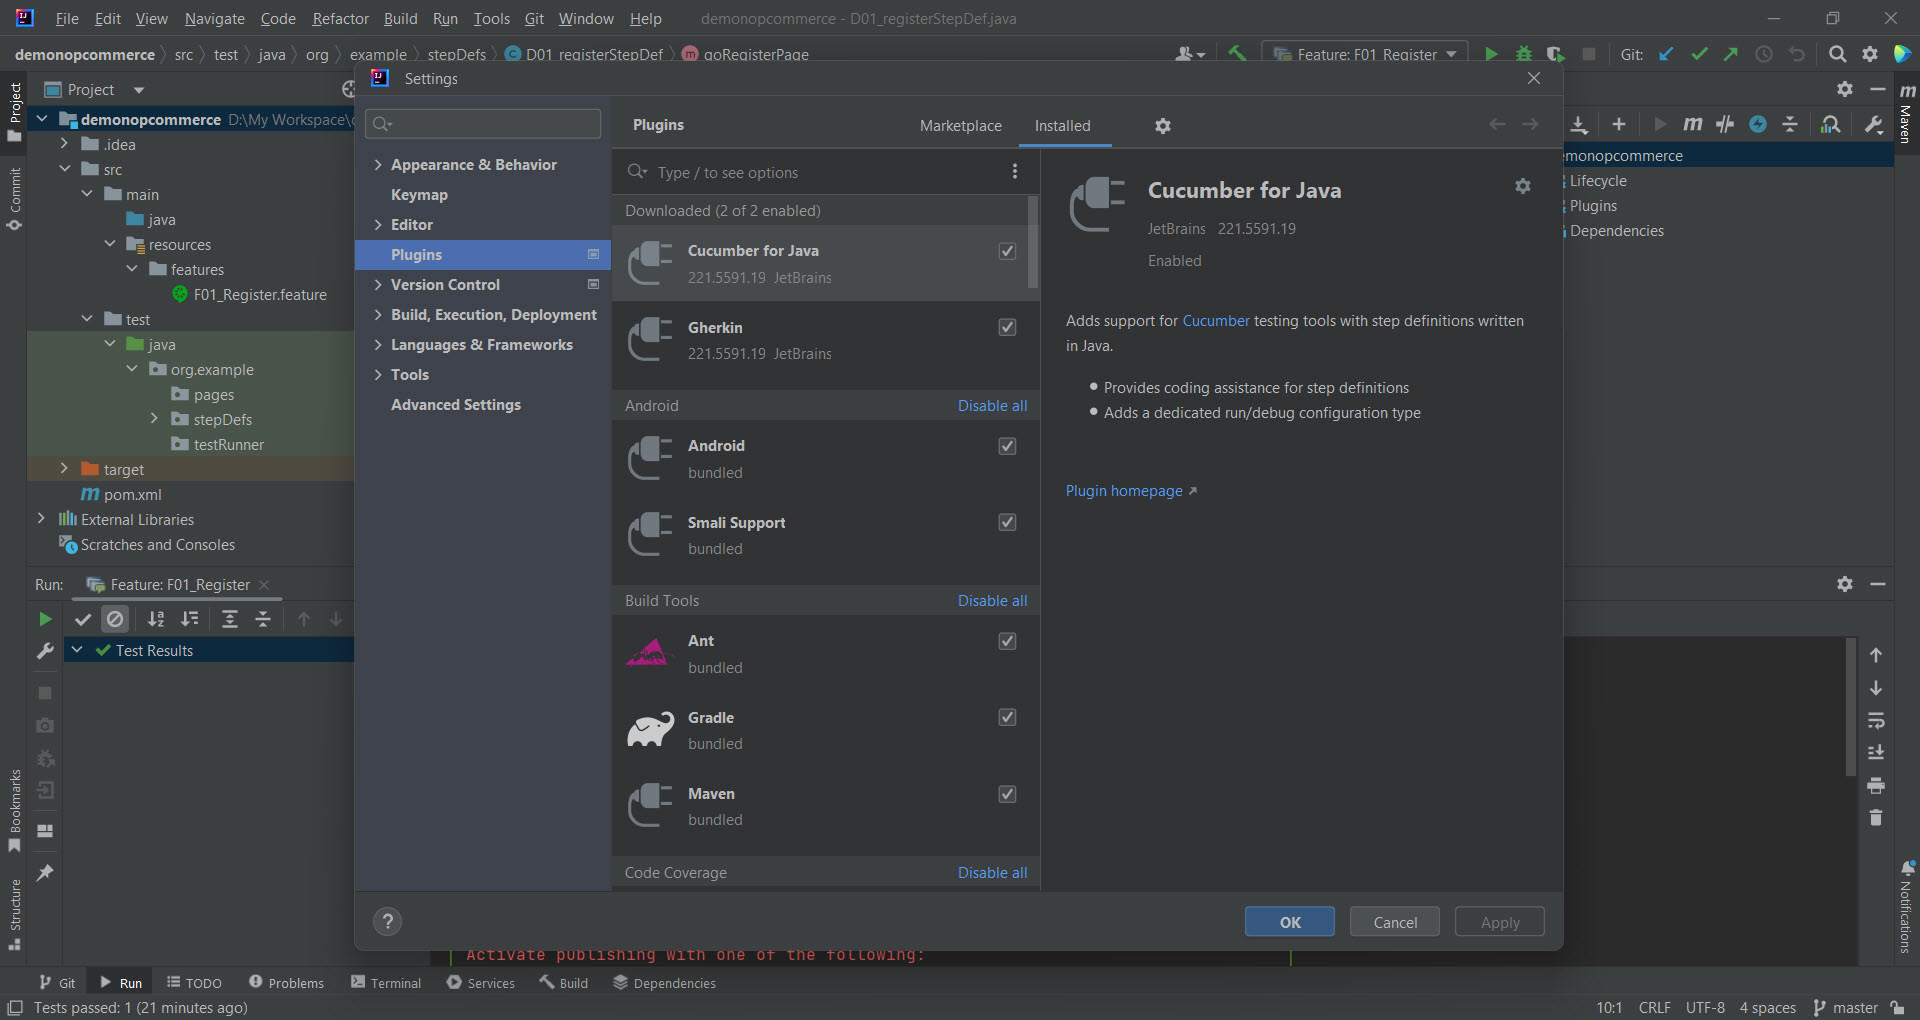 File Edit View Navigate Code Refactor Build Run Tools Git Window Help demonopcommerce - D01_registerStepDef.java
demonopcommerce src test java org example stepDefs D01_registerStepDef goRegisterPage Feature: F01_Register Git:
Project
Settings
Project
demonopcommerce D:\My Workspace\
.idea
src
main
java
resources
features
F01_Register.feature
test
java
org.example
pages
stepDefs
testRunner
target
pom.xml
External Libraries
Scratches and Consoles
Commit
Appearance & Behavior
Keymap
Editor
Plugins
Version Control
Build, Execution, Deployment
Languages & Frameworks
Tools
Advanced Settings
Plugins Marketplace Installed
Type / to see options
Downloaded (2 of 2 enabled)
Cucumber for Java
221.5591.19 JetBrains
Gherkin
221.5591.19 JetBrains
Android Disable all
Android
bundled
Smali Support
bundled
Build Tools Disable all
Ant
bundled
Gradle
bundled
Maven
bundled
Code Coverage Disable all
Cucumber for Java
JetBrains 221.5591.19
Enabled
Adds support for Cucumber testing tools with step definitions written
in Java.
Provides coding assistance for step definitions
Adds a dedicated run/debug configuration type
Plugin homepage
? OK Cancel Apply
Maven
emonopcommerce
Lifecycle
Plugins
Dependencies
Run: Feature: F01_Register
Test Results
Bookmarks
Structure
Notifications
Activate publishing with one of the following:
Git Run TODO Problems Terminal Services Build Dependencies
Tests passed: 1 (21 minutes ago) 10:1 CRLF UTF-8 4 spaces master